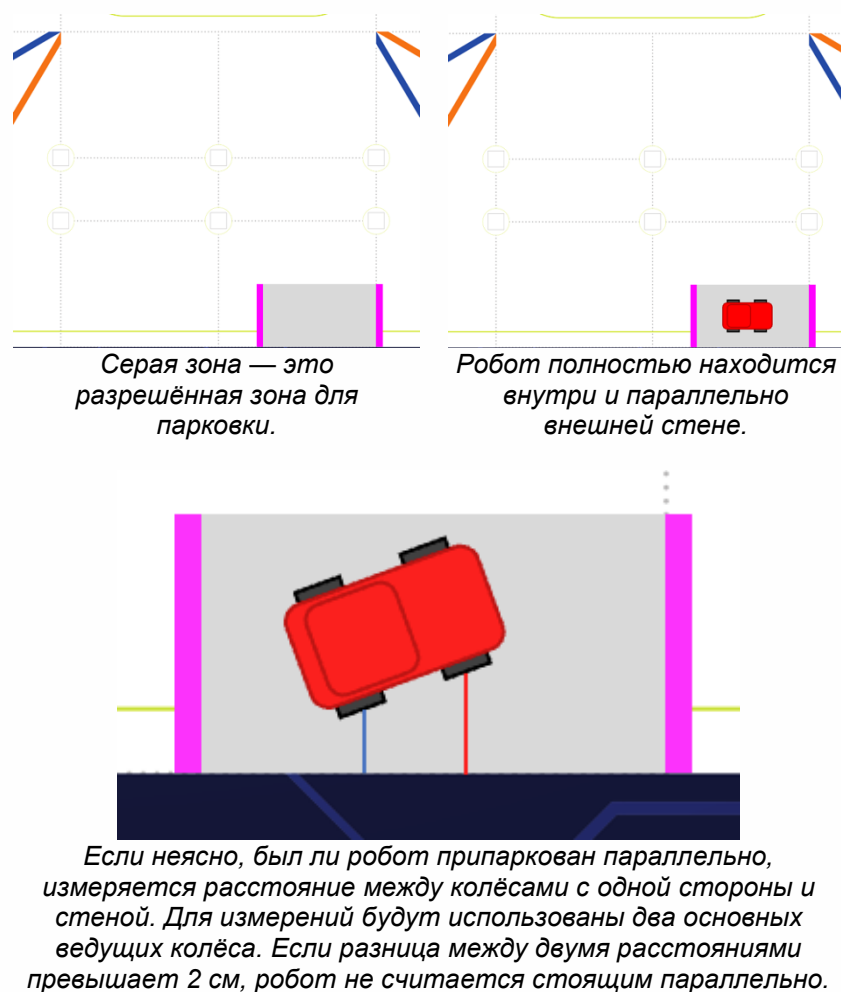 Серая зона — это
разрешённая зона для
парковки.
Робот полностью находится
внутри и параллельно
внешней стене.
Если неясно, был ли робот припаркован параллельно,
измеряется расстояние между колёсами с одной стороны и
стеной. Для измерений будут использованы два основных
ведущих колёса. Если разница между двумя расстояниями
превышает 2 см, робот не считается стоящим параллельно.